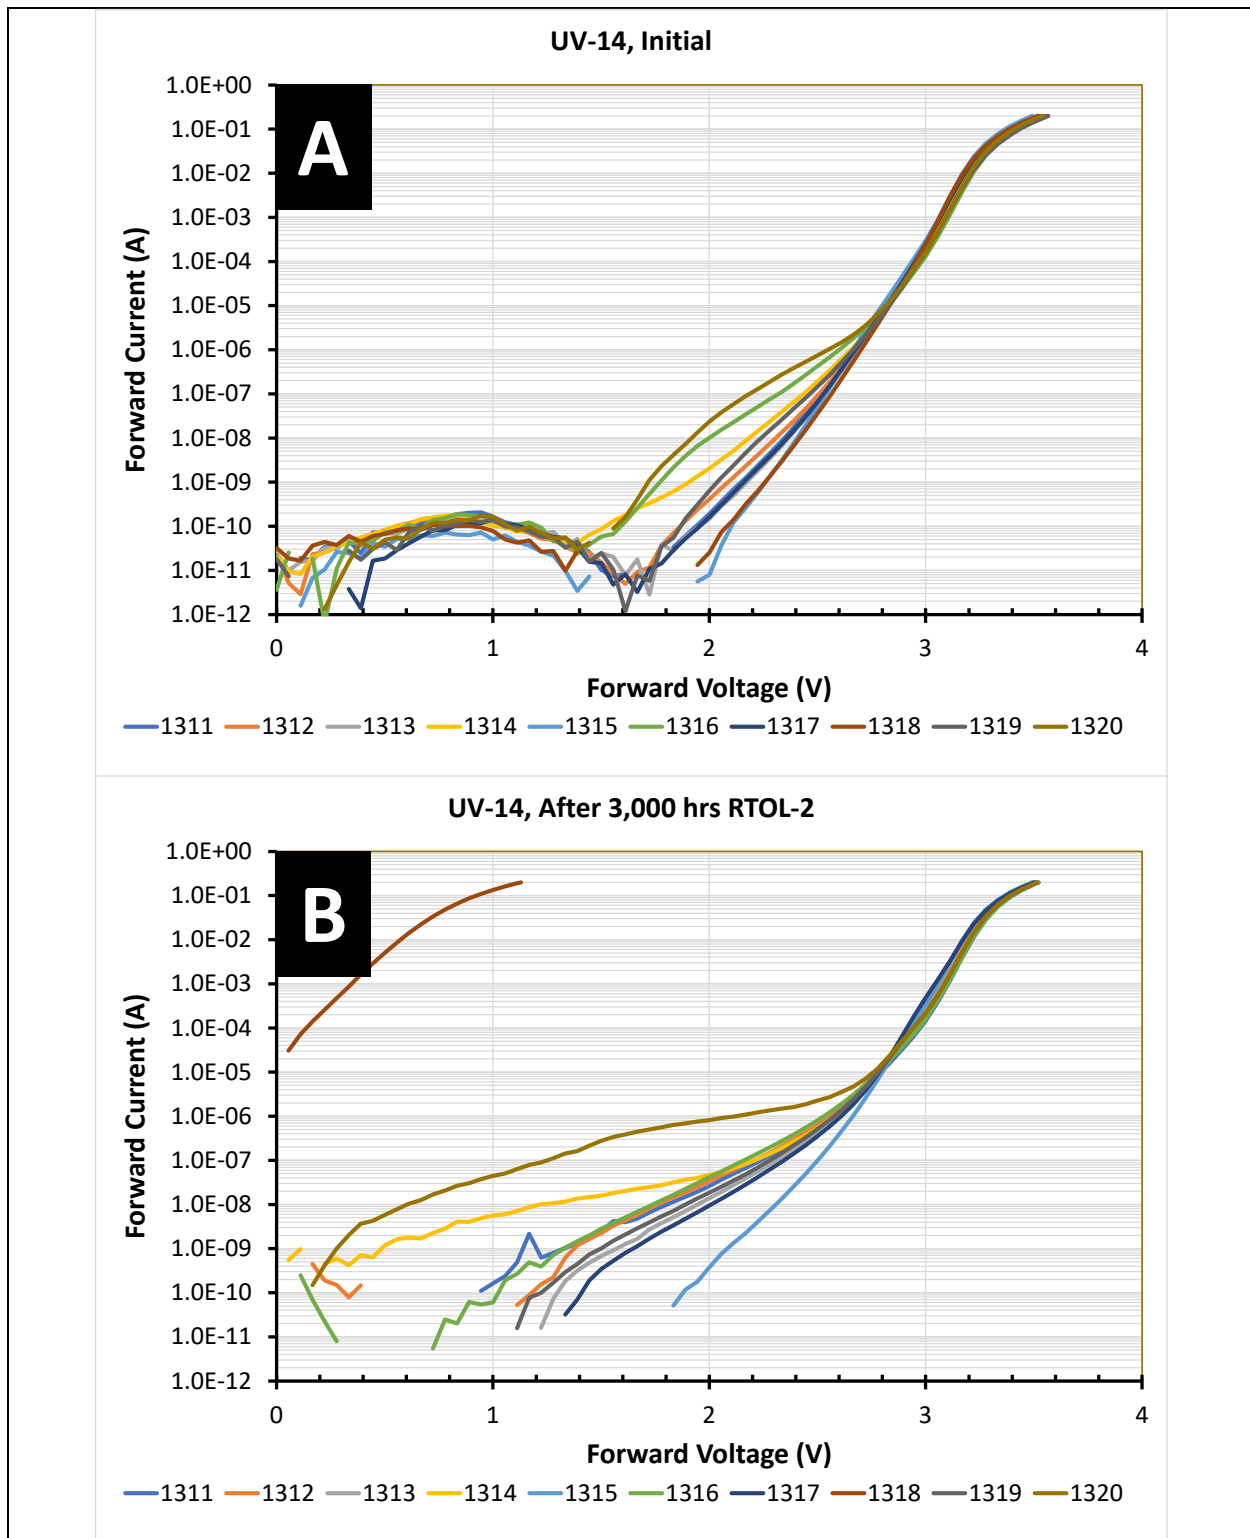 UV-14, Initial
A
Forward Current (A)
1.0E+00
1.0E-01
1.0E-02
1.0E-03
1.0E-04
1.0E-05
1.0E-06
1.0E-07
1.0E-08
1.0E-09
1.0E-10
1.0E-11
1.0E-12
0 1 2 3 4
Forward Voltage (V)
1311 1312 1313 1314 1315 1316 1317 1318 1319 1320
UV-14, After 3,000 hrs RTOL-2
B
Forward Current (A)
1.0E+00
1.0E-01
1.0E-02
1.0E-03
1.0E-04
1.0E-05
1.0E-06
1.0E-07
1.0E-08
1.0E-09
1.0E-10
1.0E-11
1.0E-12
0 1 2 3 4
Forward Voltage (V)
1311 1312 1313 1314 1315 1316 1317 1318 1319 1320